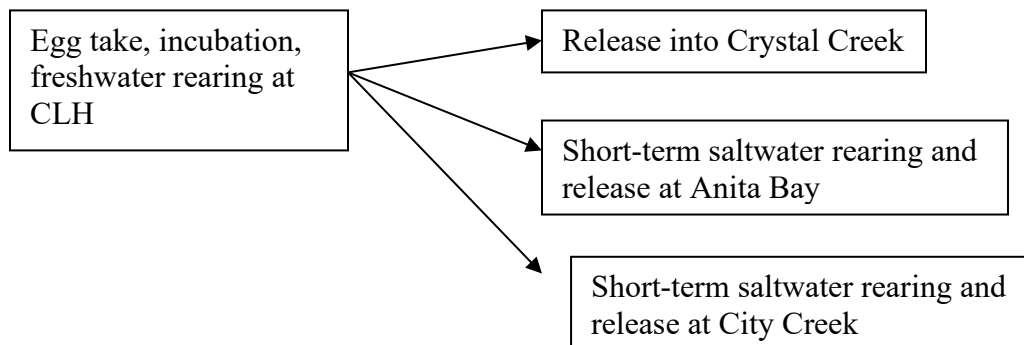 Egg take, incubation,
freshwater rearing at
CLH
Release into Crystal Creek
Short-term saltwater rearing and
release at Anita Bay
Short-term saltwater rearing and
release at City Creek